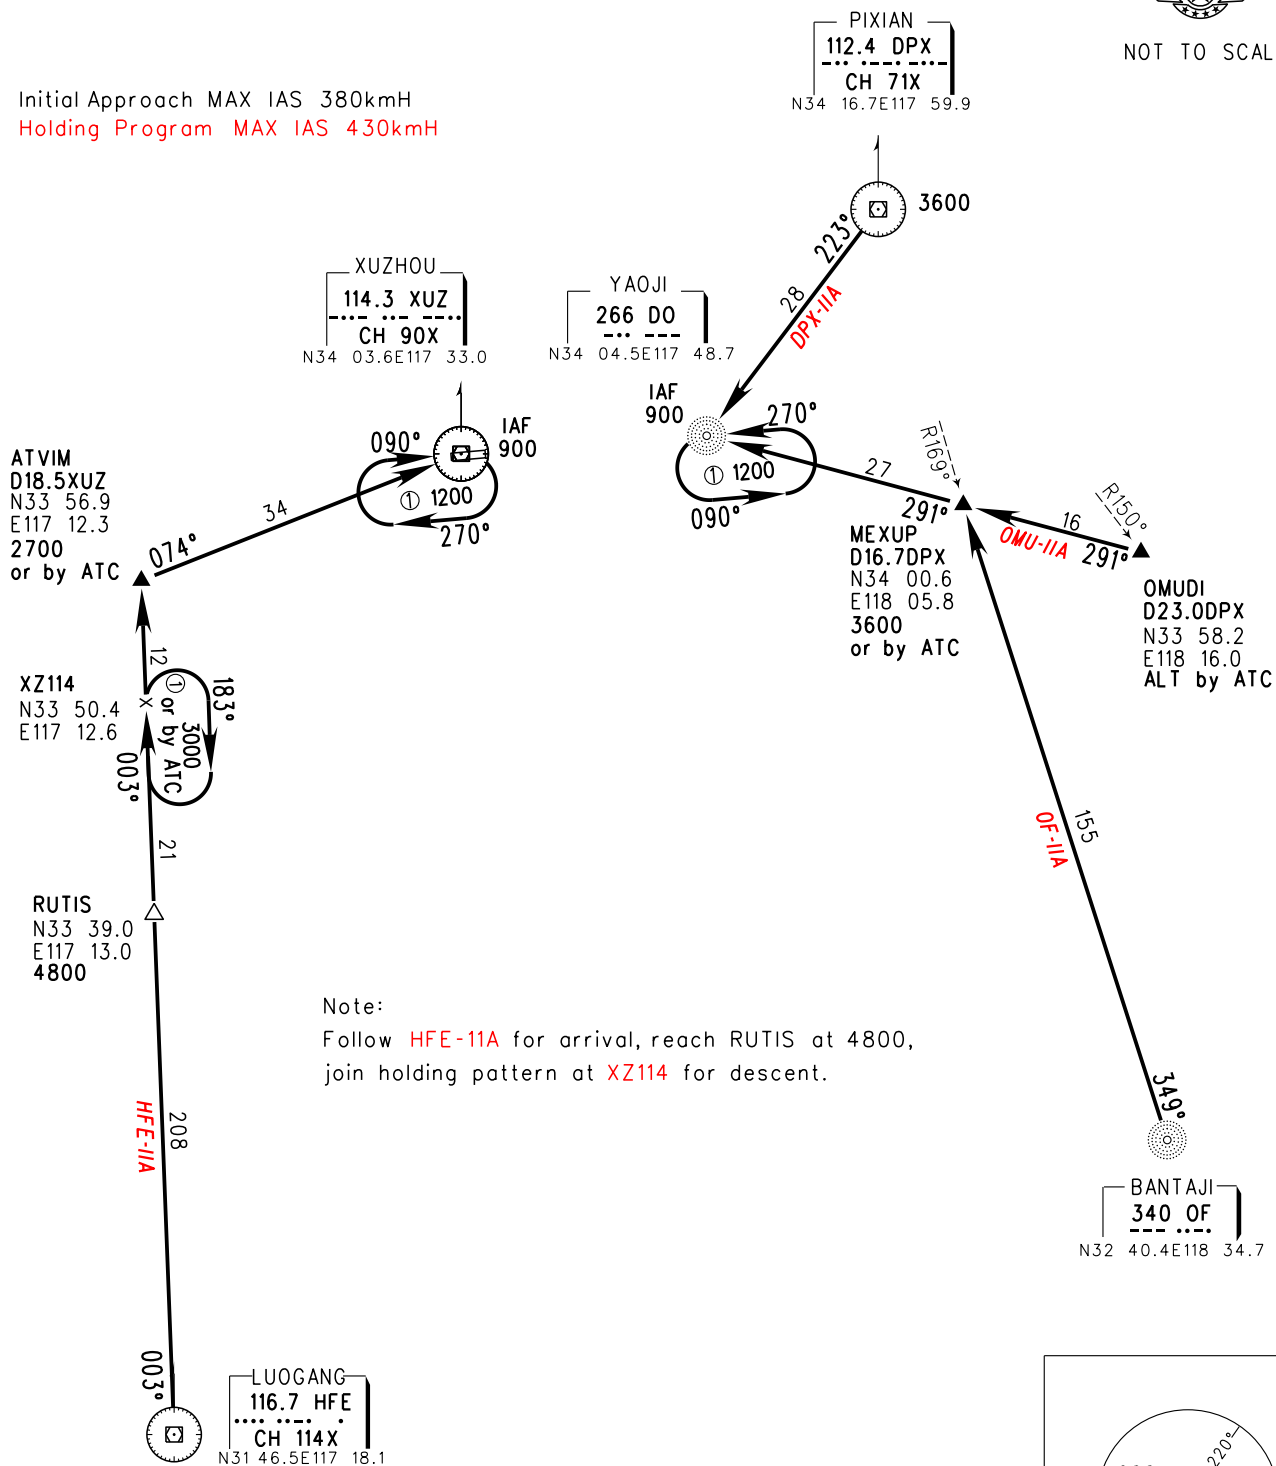 PIXIAN
112.4 DPX
CH 71X
N34 16.7E117 59.9
NOT TO SCAL
Initial Approach MAX IAS 380kmH
Holding Program MAX IAS 430kmH
3600
223°
28
DPX-11A
XUZHOU
114.3 XUZ
CH 90X
N34 03.6E117 33.0
YAOJI
266 DO
N34 04.5E117 48.7
IAF
900
270°
① 1200
090°
27
291°
R169°
R150°
16
OMU-11A
291°
IAF
900
090°
① 1200
270°
ATVIM
D18.5XUZ
N33 56.9
E117 12.3
2700
or by ATC
074°
34
MEXUP
D16.7DPX
N34 00.6
E118 05.8
3600
or by ATC
OMUDI
D23.0DPX
N33 58.2
E118 16.0
ALT by ATC
12
XZ114
N33 50.4
E117 12.6
① 3000
or by ATC
183°
003°
21
155
OF-11A
RUTIS
N33 39.0
E117 13.0
4800
Note:
Follow HFE-11A for arrival, reach RUTIS at 4800,
join holding pattern at XZ114 for descent.
208
HFE-11A
349°
BANTAJI
340 OF
N32 40.4E118 34.7
003°
LUOGANG
116.7 HFE
CH 114X
N31 46.5E117 18.1
220°